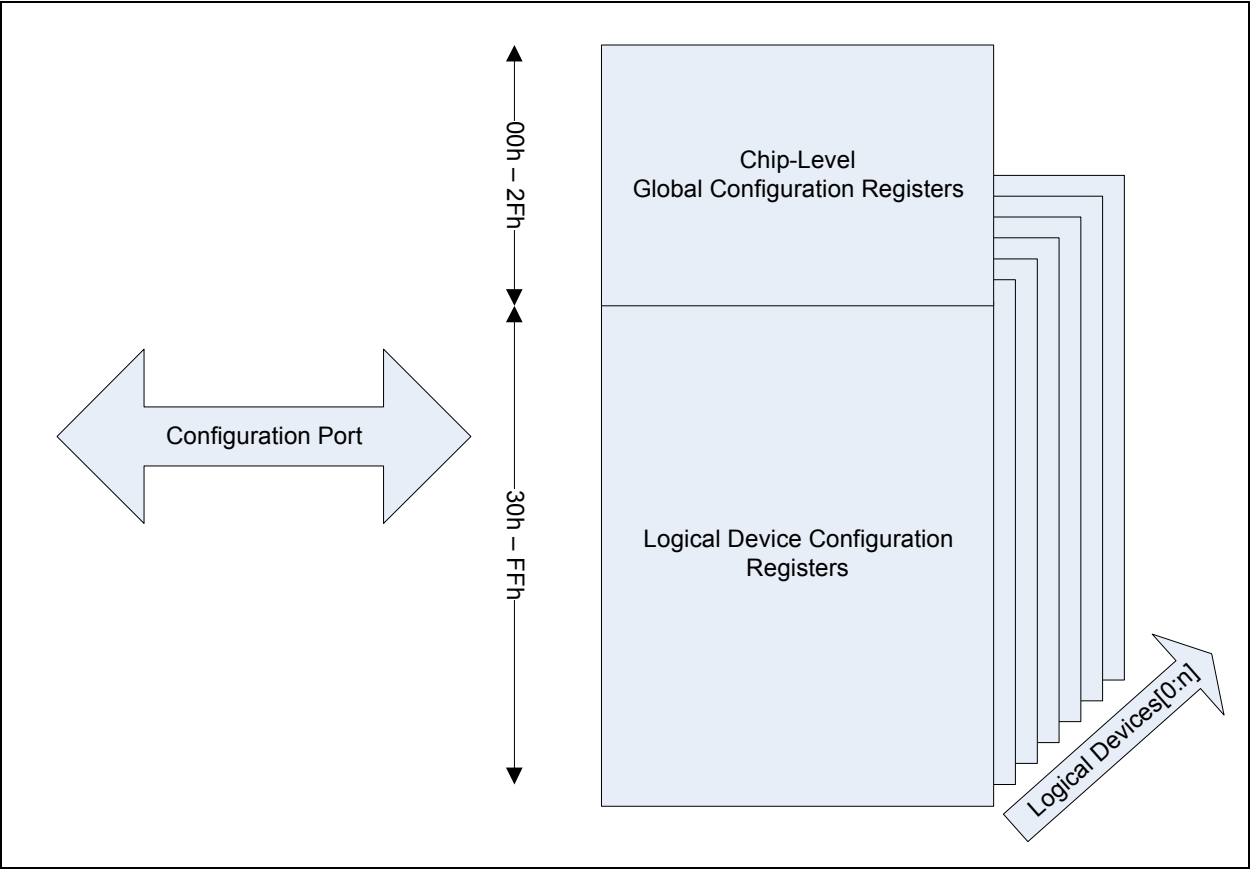 00h – 2Fh
Chip-Level
Global Configuration Registers
Configuration Port
30h – FFh
Logical Device Configuration
Registers
Logical Devices[0:n]